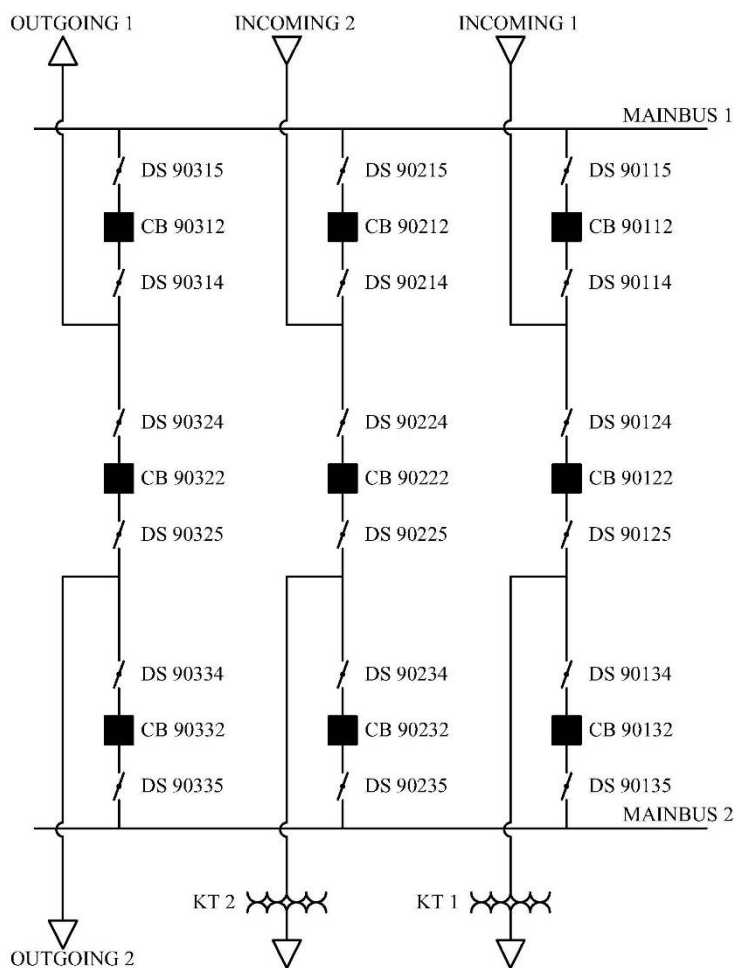 OUTGOING 1
INCOMING 2
INCOMING 1
MAINBUS 1
DS 90315
DS 90215
DS 90115
CB 90312
CB 90212
CB 90112
DS 90314
DS 90214
DS 90114
DS 90324
DS 90224
DS 90124
CB 90322
CB 90222
CB 90122
DS 90325
DS 90225
DS 90125
DS 90334
DS 90234
DS 90134
CB 90332
CB 90232
CB 90132
DS 90335
DS 90235
DS 90135
MAINBUS 2
KT 2
KT 1
OUTGOING 2